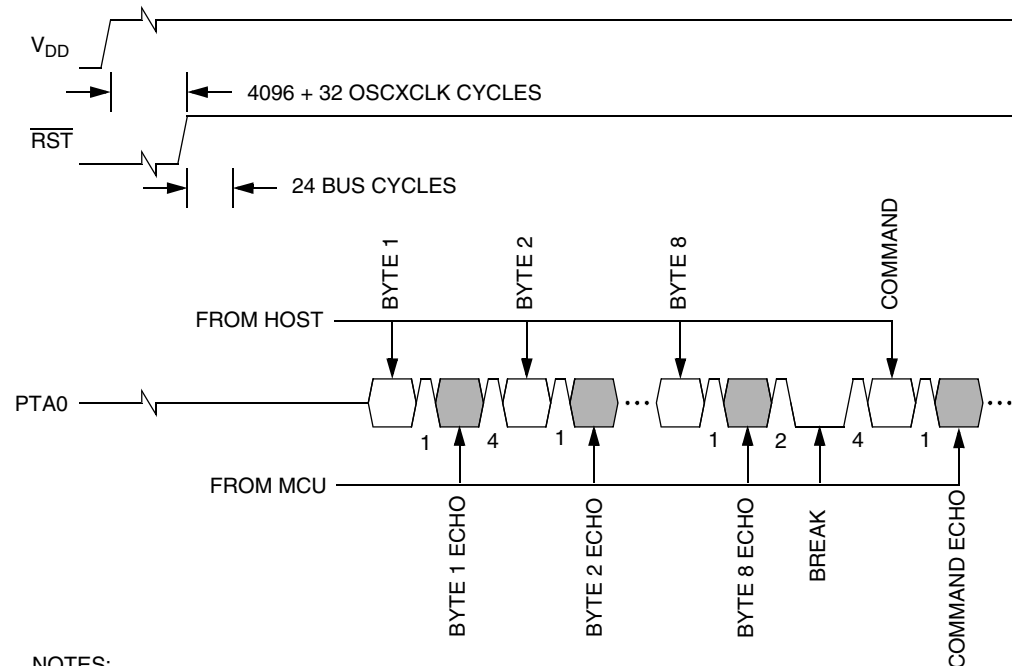 V_DD
4096 + 32 OSCXCLK CYCLES
RST
24 BUS CYCLES
BYTE 1
BYTE 2
BYTE 8
COMMAND
FROM HOST
PTA0
1
4
1
1
2
4
1
FROM MCU
BYTE 1 ECHO
BYTE 2 ECHO
BYTE 8 ECHO
BREAK
COMMAND ECHO
NOTES: